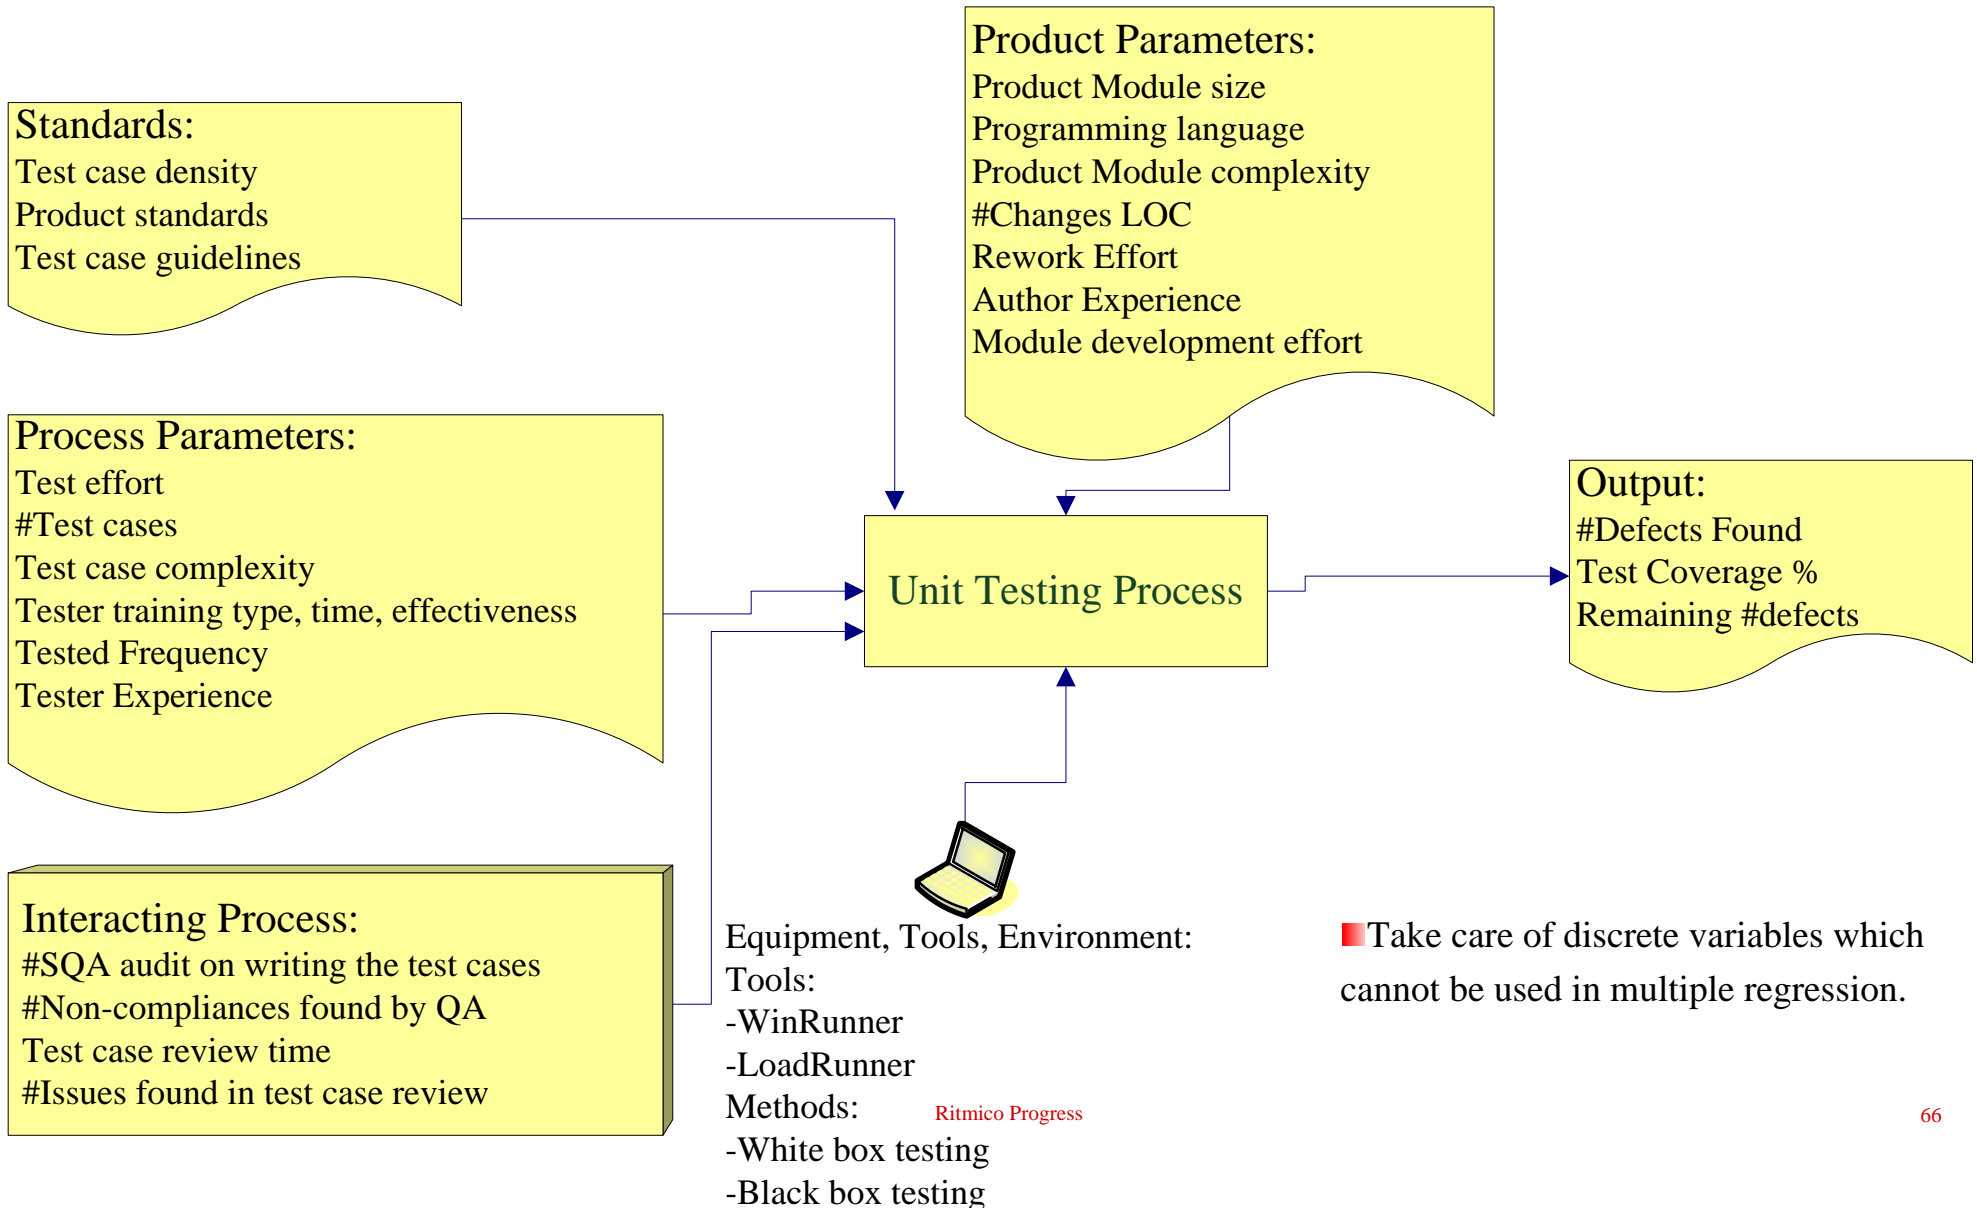 Product Parameters:
Product Module size
Programming language
Product Module complexity
#Changes LOC
Rework Effort
Author Experience
Module development effort
Standards:
Test case density
Product standards
Test case guidelines
Process Parameters:
Test effort
#Test cases
Test case complexity
Tester training type, time, effectiveness
Tested Frequency
Tester Experience
Unit Testing Process
Output:
#Defects Found
Test Coverage %
Remaining #defects
Interacting Process:
#SQA audit on writing the test cases
#Non-compliances found by QA
Test case review time
#Issues found in test case review
Equipment, Tools, Environment:
Tools:
-WinRunner
-LoadRunner
Methods:
-White box testing
-Black box testing
Take care of discrete variables which
cannot be used in multiple regression.
Ritmico Progress
66